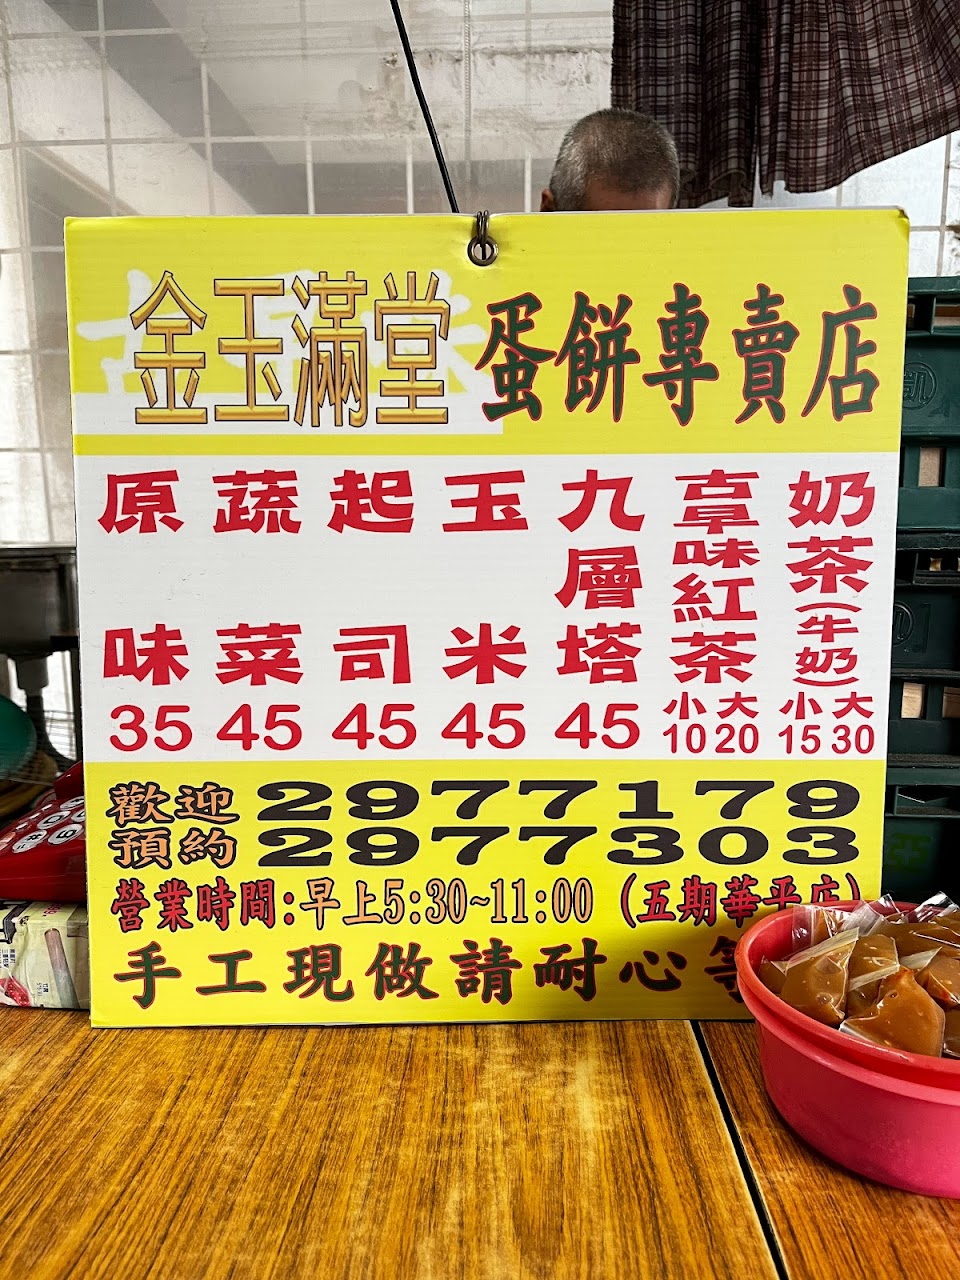 金玉滿堂 蛋餅專賣店
原味 35
蔬菜 45
起司 45
玉米 45
九層塔 45
古早味紅茶 小10 大20
奶茶(牛奶) 小15 大30
歡迎預約 2977179
2977303
營業時間:早上5:30~11:00 (五期華平店)
手工現做請耐心等